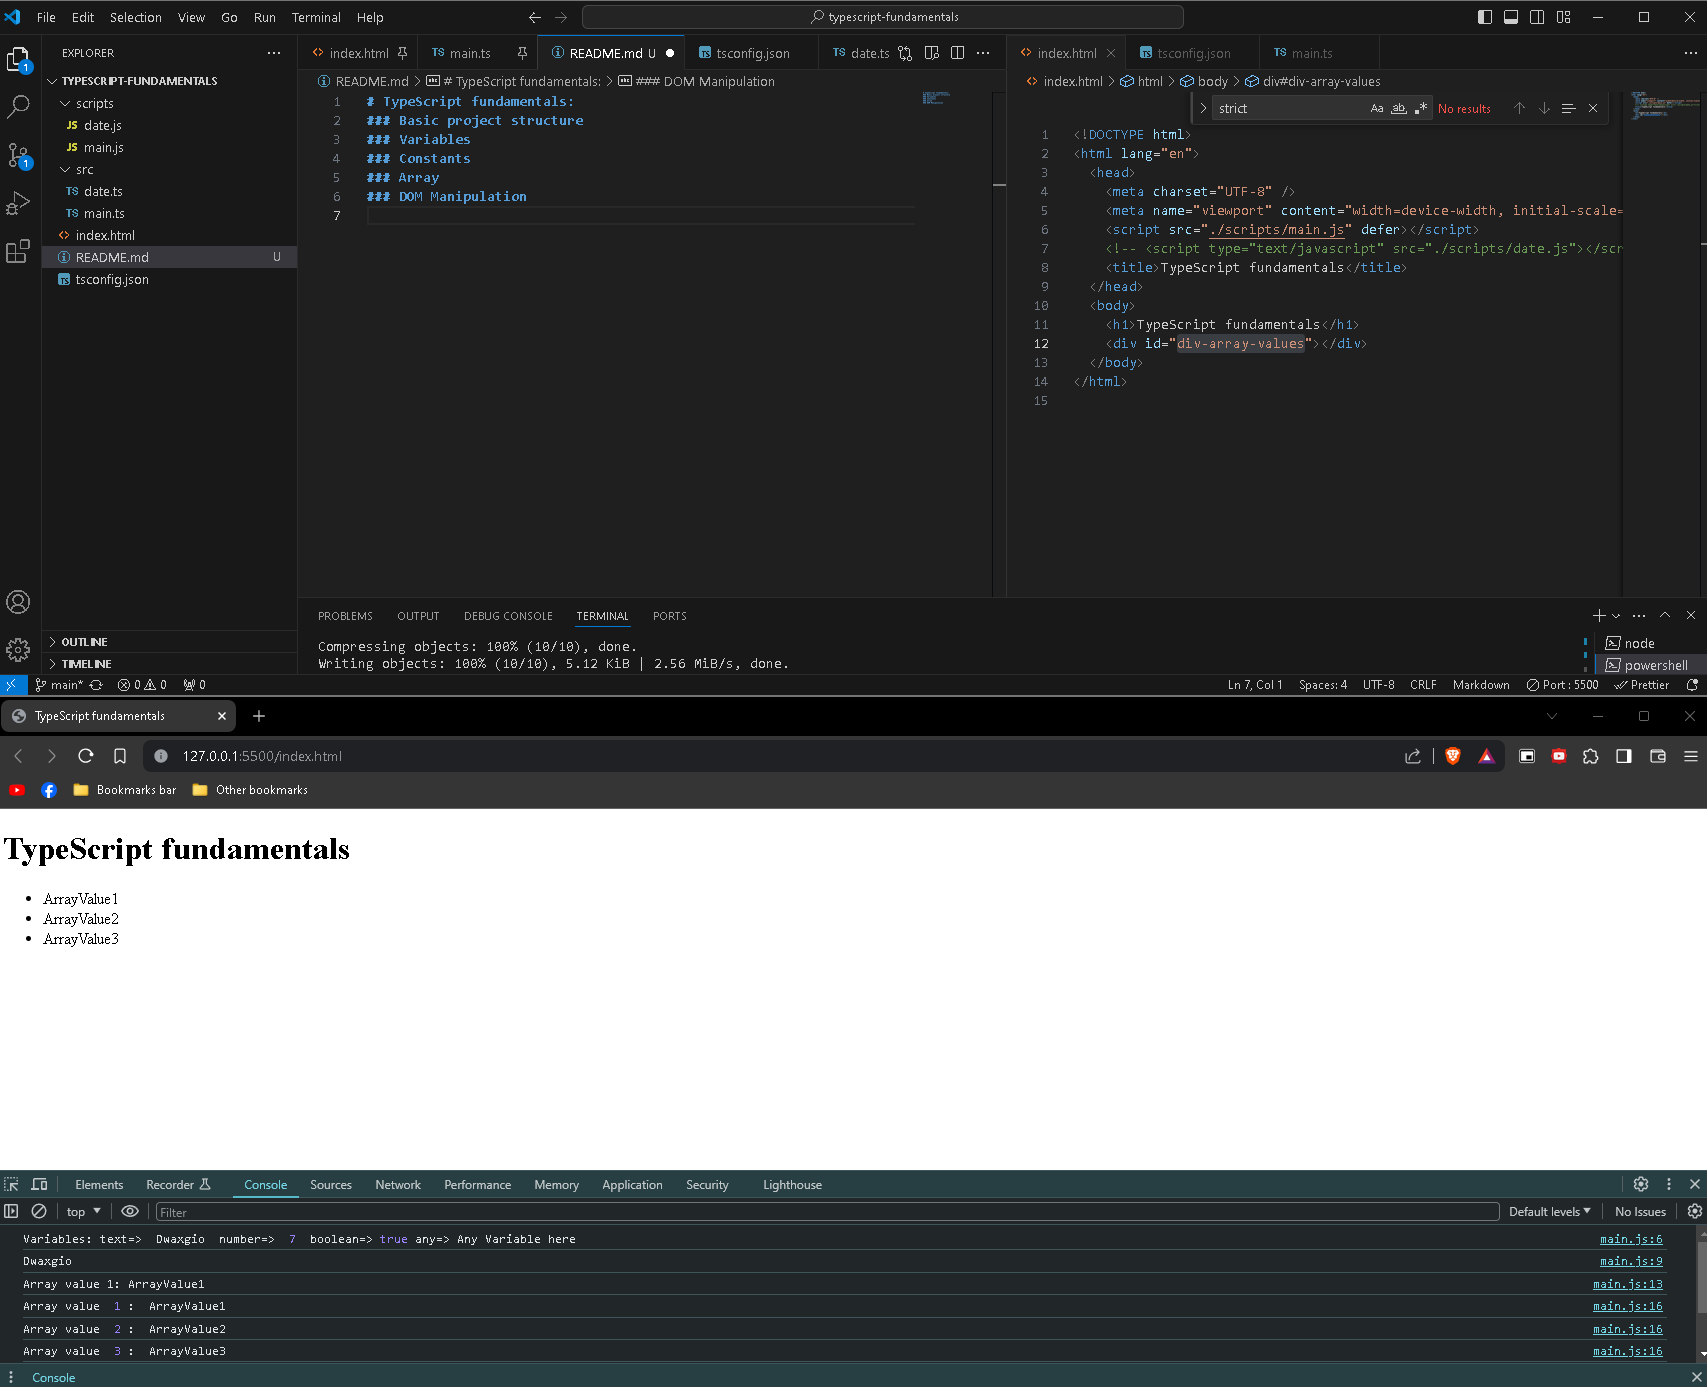 File Edit Selection View Go Run Terminal Help
typescript-fundamentals
EXPLORER
TYPESCRIPT-FUNDAMENTALS
scripts
JS date.js
JS main.js
src
TS date.ts
TS main.ts
index.html
README.md U
TS tsconfig.json
OUTLINE
TIMELINE
1
1
index.html TS main.ts README.md U TS tsconfig.json TS date.ts
README.md > # TypeScript fundamentals: > ### DOM Manipulation
1 # TypeScript fundamentals:
2 ### Basic project structure
3 ### Variables
4 ### Constants
5 ### Array
6 ### DOM Manipulation
7
index.html TS tsconfig.json TS main.ts
index.html > html > body > div#div-array-values
strict Aa ab .* No results
1 <!DOCTYPE html>
2 <html lang="en">
3 <head>
4 <meta charset="UTF-8" />
5 <meta name="viewport" content="width=device-width, initial-scale=
6 <script src="./scripts/main.js" defer></script>
7 <!-- <script type="text/javascript" src="./scripts/date.js"></scr
8 <title>TypeScript fundamentals</title>
9 </head>
10 <body>
11 <h1>TypeScript fundamentals</h1>
12 <div id="div-array-values"></div>
13 </body>
14 </html>
15
PROBLEMS OUTPUT DEBUG CONSOLE TERMINAL PORTS
Compressing objects: 100% (10/10), done.
Writing objects: 100% (10/10), 5.12 KiB | 2.56 MiB/s, done.
node
powershell
main* 0 0 0 Ln 7, Col 1 Spaces: 4 UTF-8 CRLF Markdown Port : 5500 Prettier
TypeScript fundamentals
127.0.0.1:5500/index.html
Bookmarks bar Other bookmarks
TypeScript fundamentals
• ArrayValue1
• ArrayValue2
• ArrayValue3
Elements Recorder Console Sources Network Performance Memory Application Security Lighthouse
top Filter Default levels No Issues
Variables: text=> Dwaxgio number=> 7 boolean=> true any=> Any Variable here main.js:6
Dwaxgio main.js:9
Array value 1: ArrayValue1 main.js:13
Array value 1 : ArrayValue1 main.js:16
Array value 2 : ArrayValue2 main.js:16
Array value 3 : ArrayValue3 main.js:16
Console